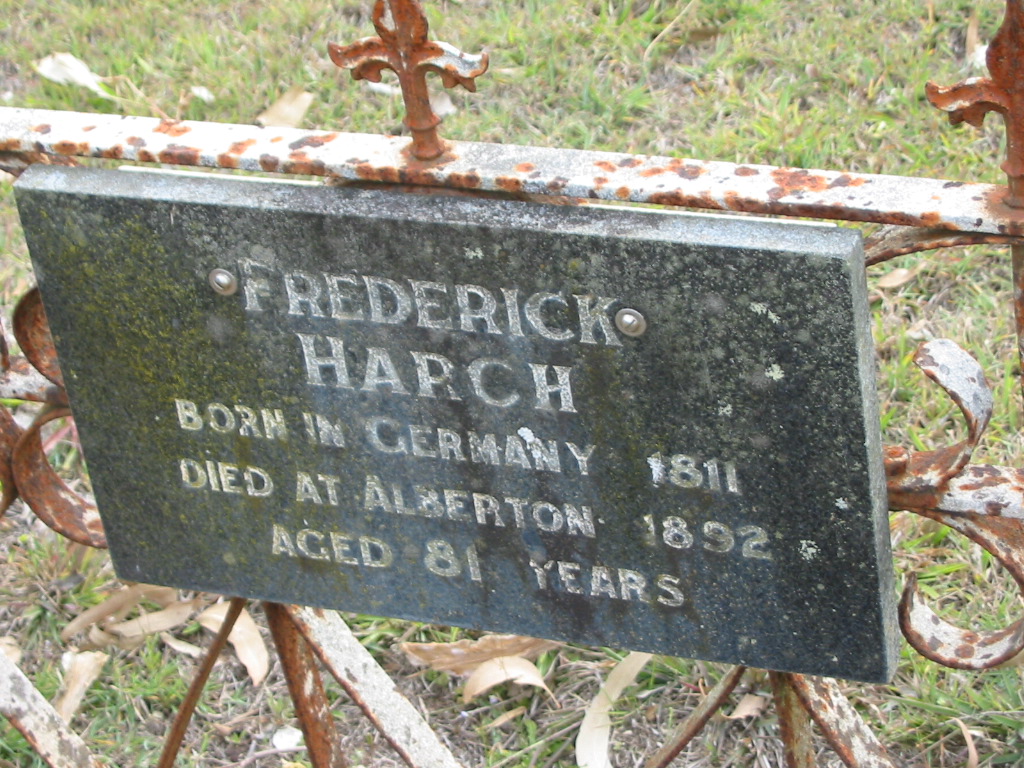 FREDERICK
HARCH
BORN IN GERMANY 1811
DIED AT ALBERTON 1892
AGED 81 YEARS